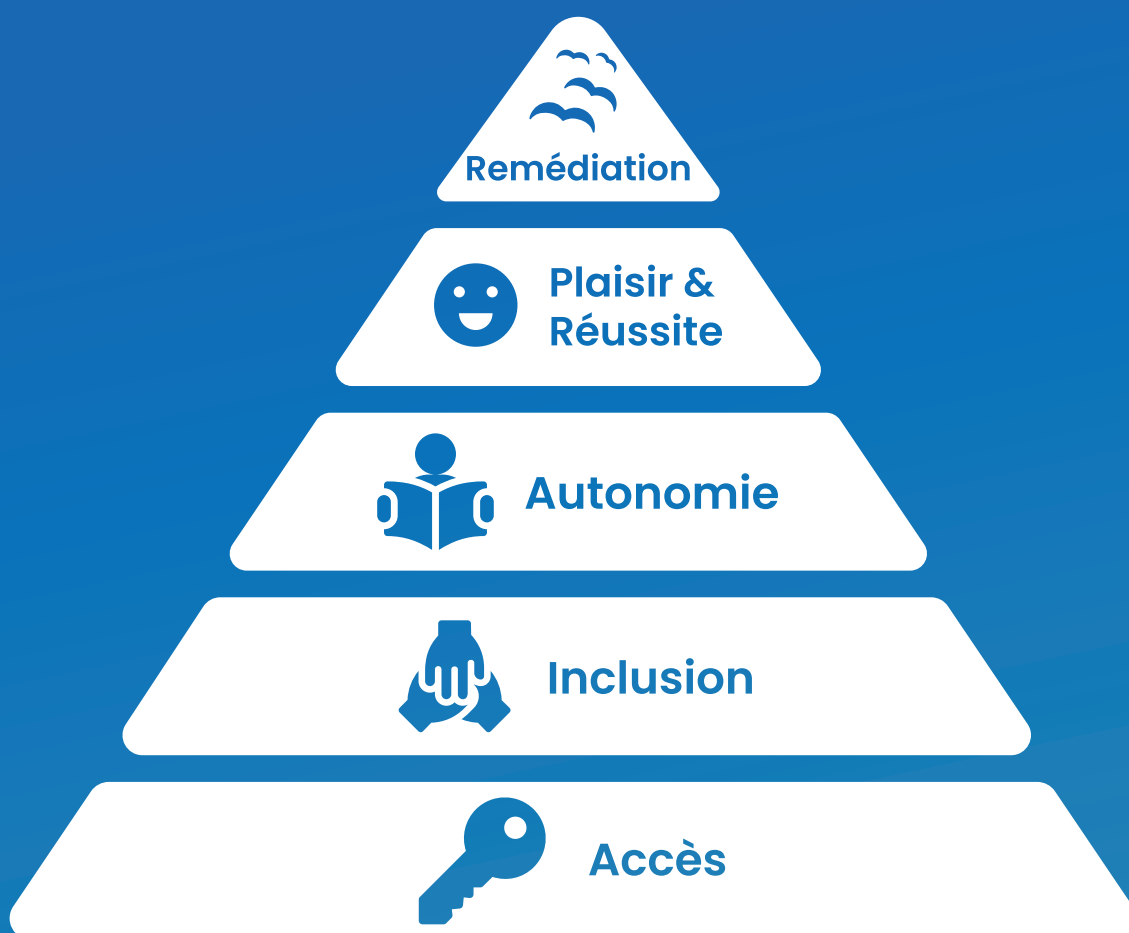 Remédiation
Plaisir &
Réussite
Autonomie
Inclusion
Accès